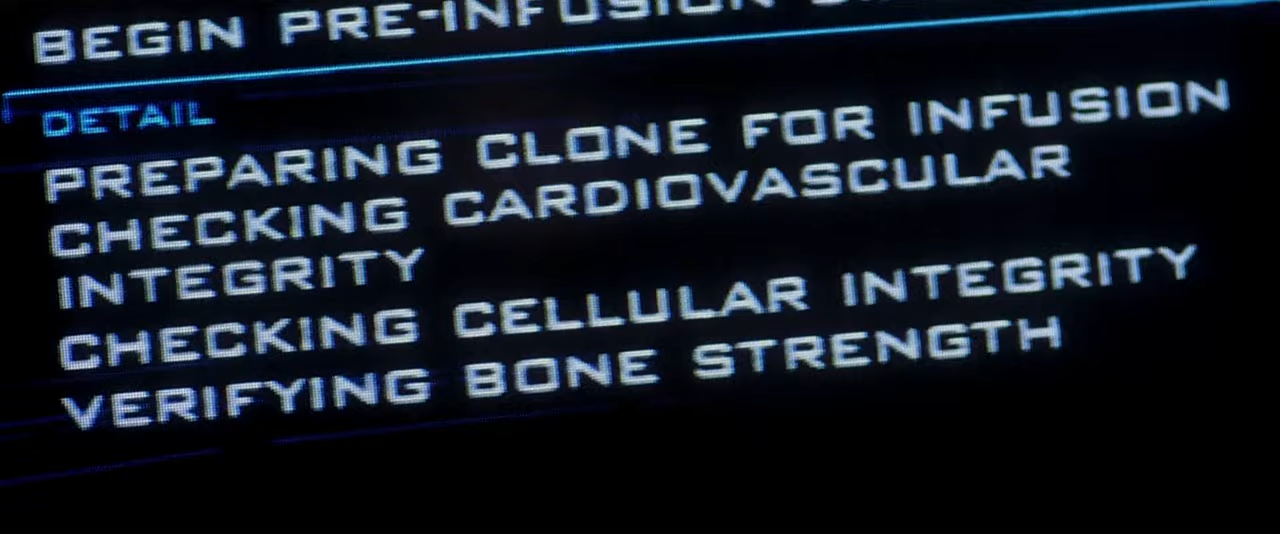 BEGIN PRE-INFUSION
DETAIL
PREPARING CLONE FOR INFUSION
CHECKING CARDIOVASCULAR
INTEGRITY
CHECKING CELLULAR INTEGRITY
VERIFYING BONE STRENGTH